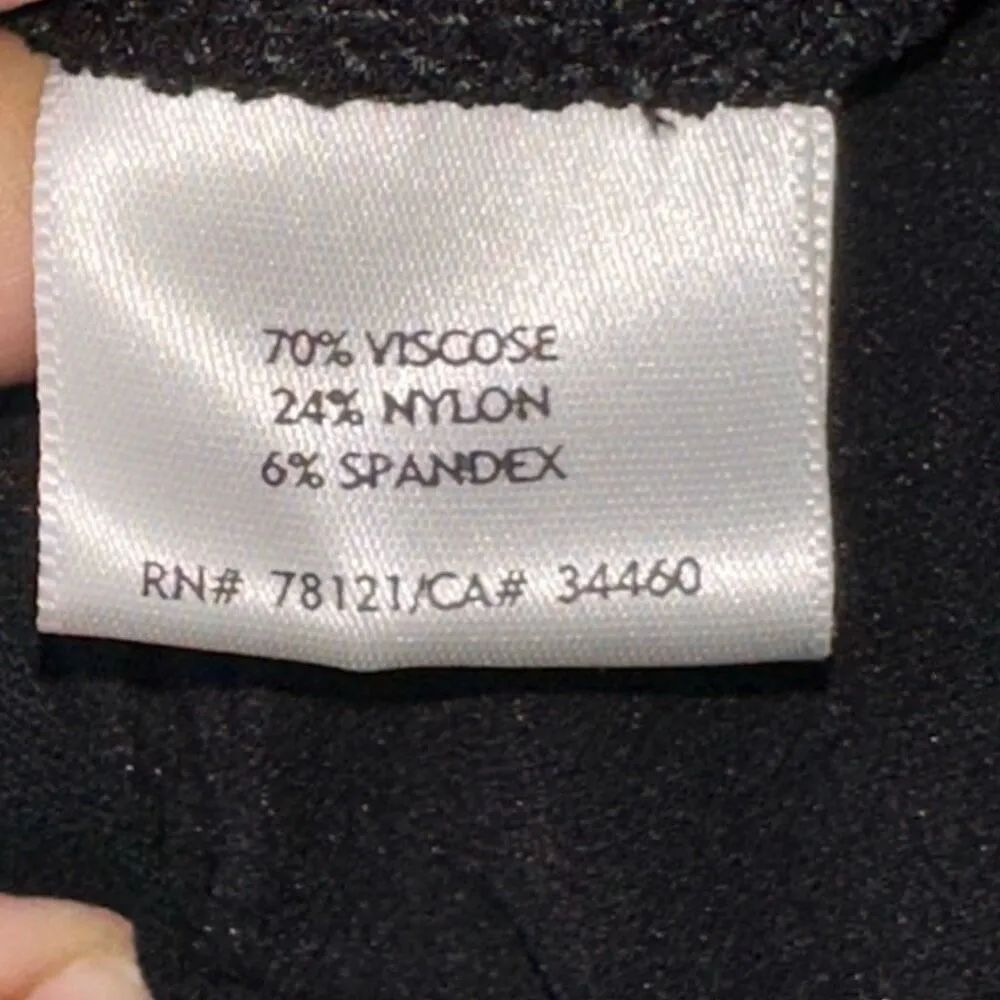 70% VISCOSE
24% NYLON
6% SPANDEX
RN# 78121/CA# 34460